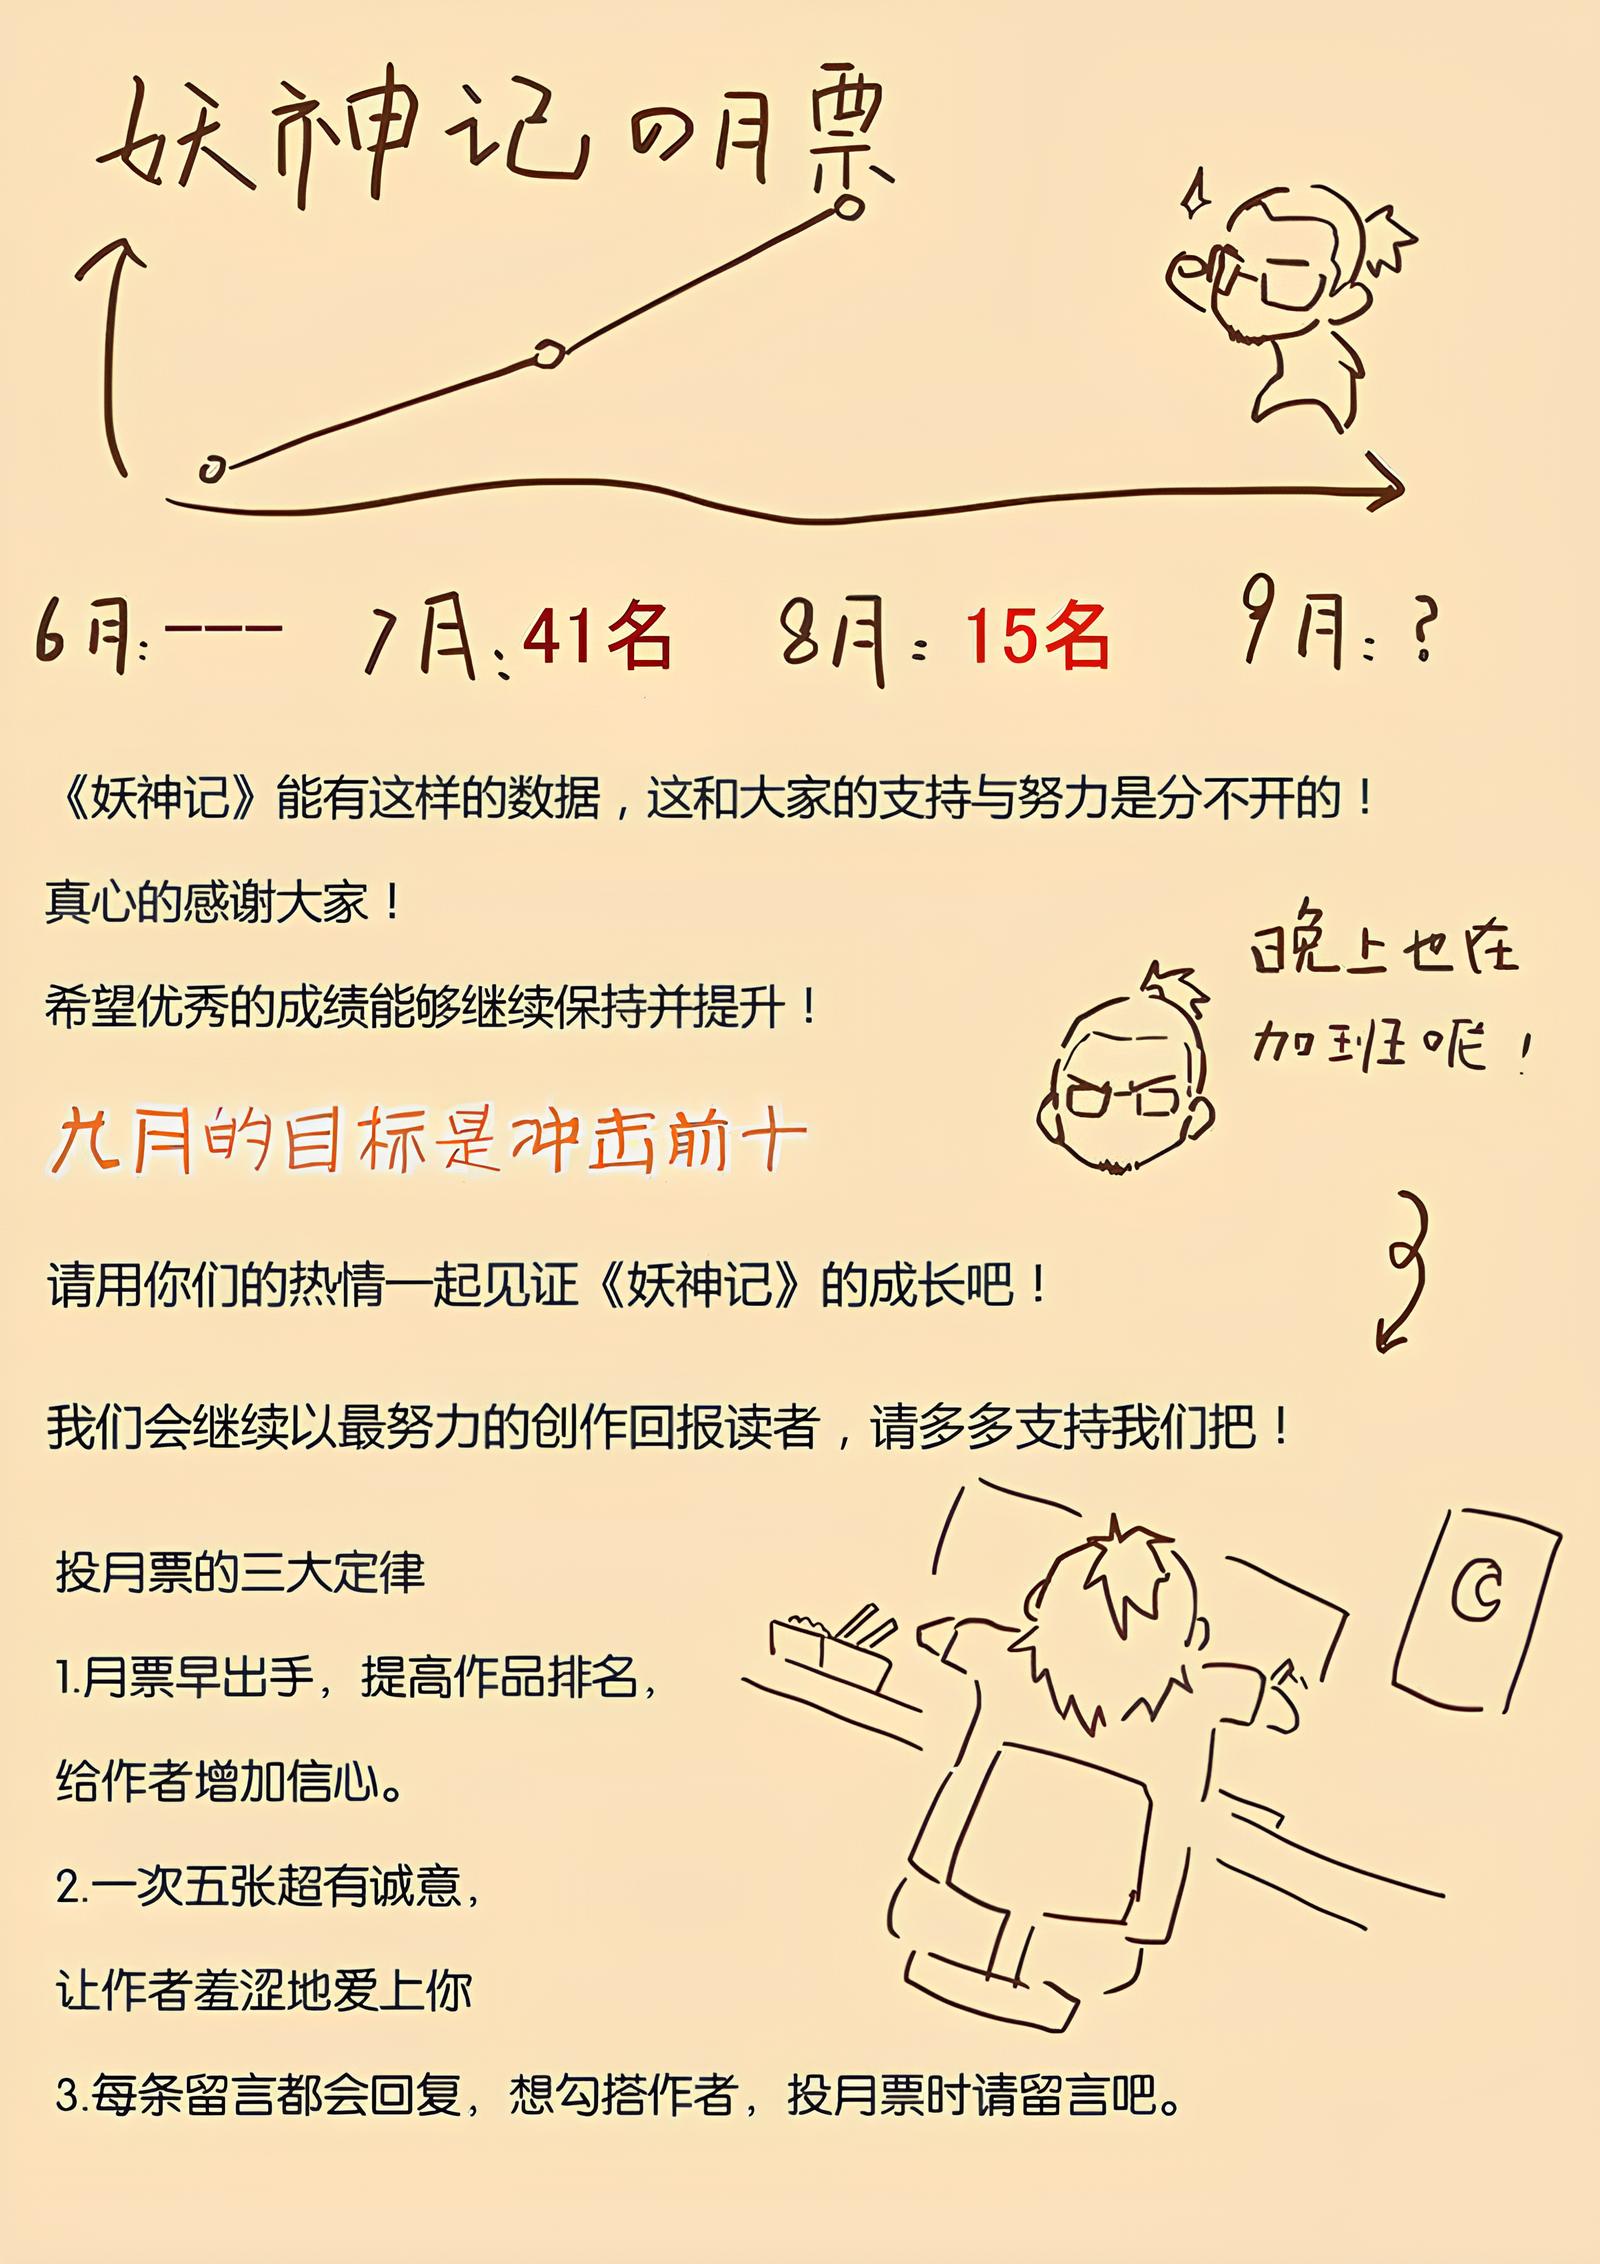 妖神记の月票
6月:--- 7月:41名 8月:15名 9月:?
《妖神记》能有这样的数据，这和大家的支持与努力是分不开的！
真心的感谢大家！
希望优秀的成绩能够继续保持并提升！
晚上也在
加班呢！
九月的目标是冲击前十
请用你们的热情一起见证《妖神记》的成长吧！
我们会继续以最努力的创作回报读者，请多多支持我们把！
投月票的三大定律
1.月票早出手，提高作品排名，
给作者增加信心。
2.一次五张超有诚意，
让作者羞涩地爱上你
3.每条留言都会回复，想勾搭作者，投月票时请留言吧。